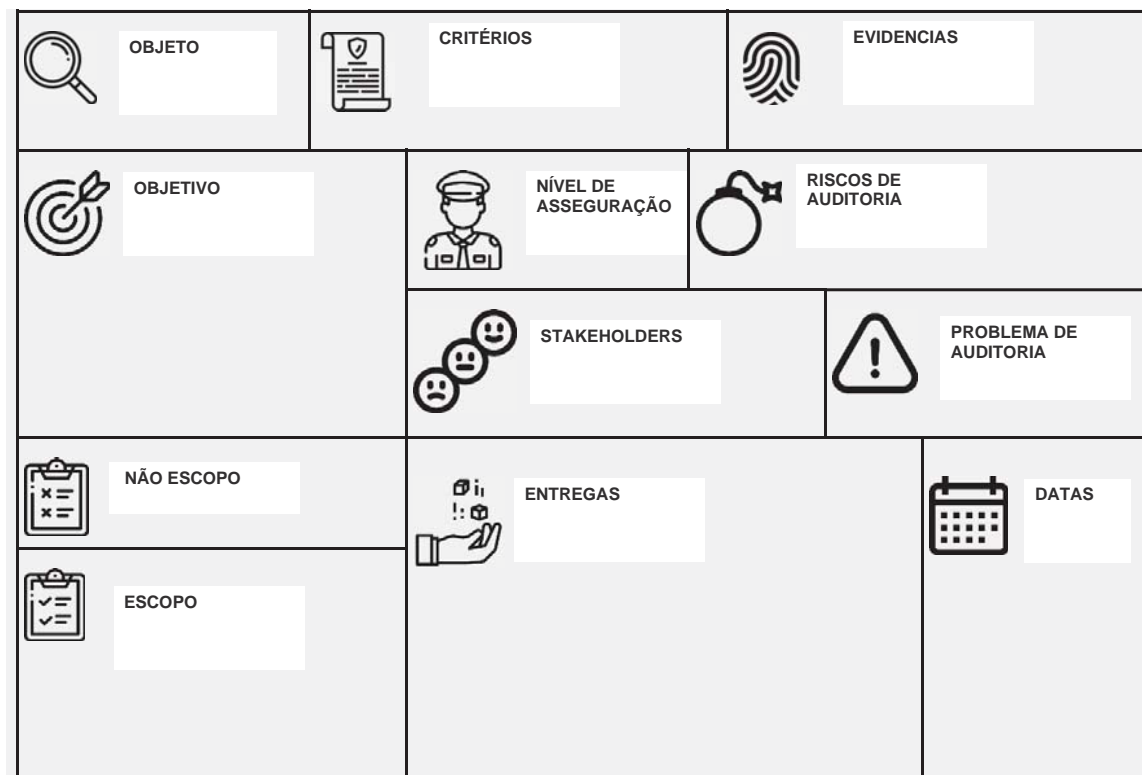 OBJETO
CRITÉRIOS
EVIDENCIAS
OBJETIVO
NÍVEL DE
ASSEGURAÇÃO
RISCOS DE
AUDITORIA
STAKEHOLDERS
PROBLEMA DE
AUDITORIA
NÃO ESCOPO
ENTREGAS
DATAS
ESCOPO